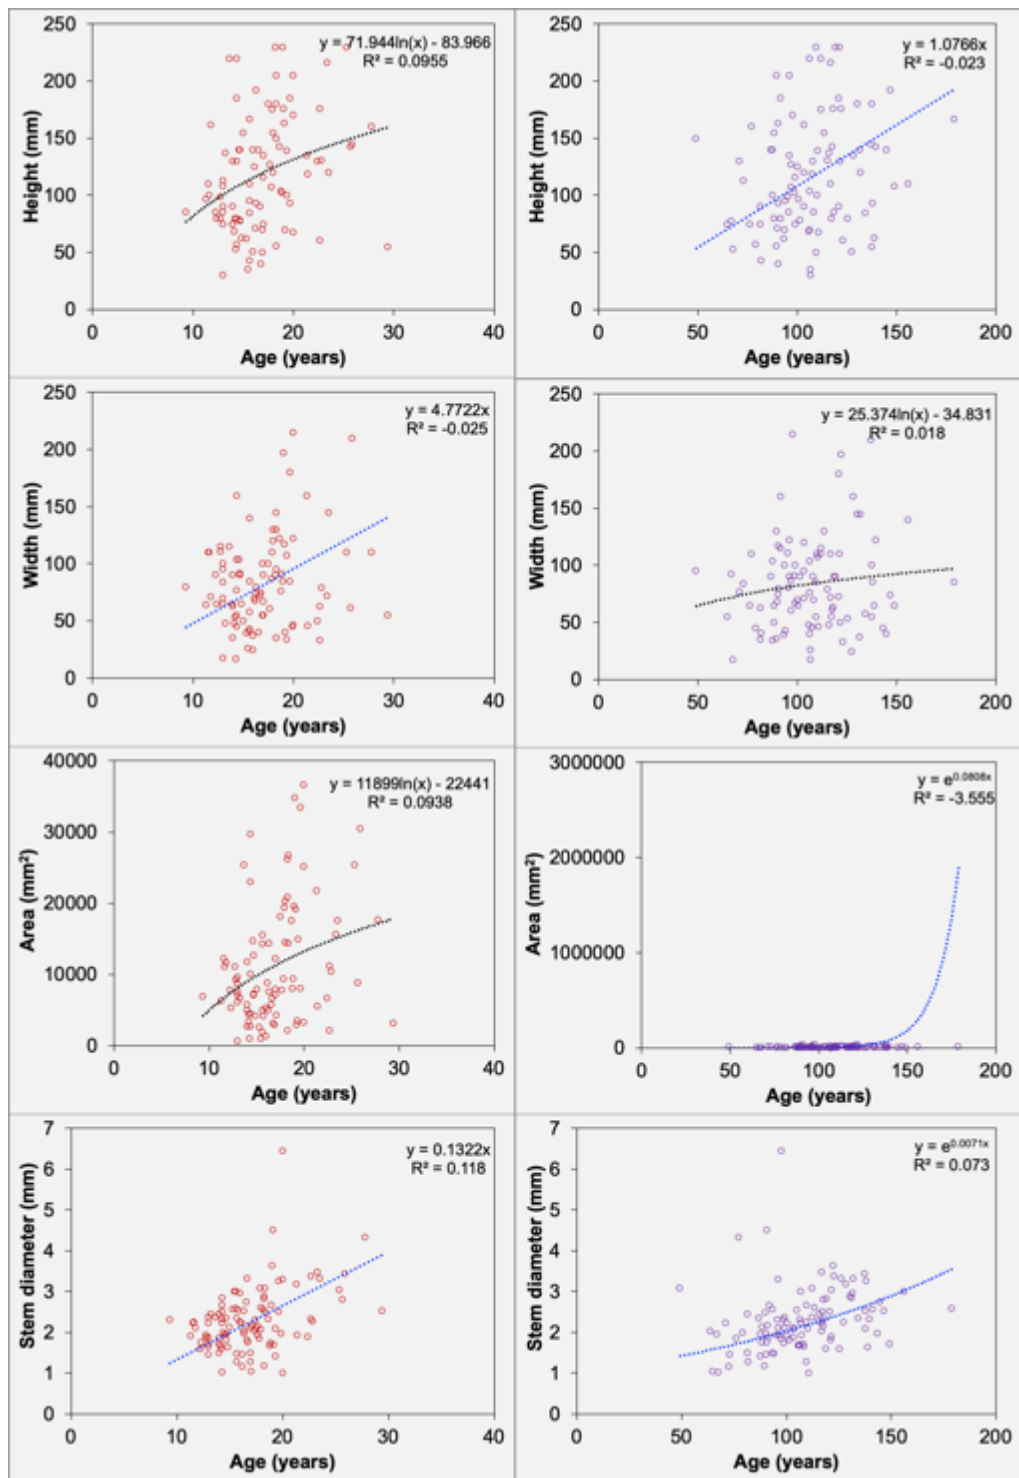 250
200
150
100
50
0
Height (mm)
y = 71.944ln(x) - 83.966
R² = 0.0955
0 10 20 30 40
Age (years)
250
200
150
100
50
0
Height (mm)
y = 1.0766x
R² = -0.023
0 50 100 150 200
Age (years)
250
200
150
100
50
0
Width (mm)
y = 4.7722x
R² = -0.025
0 10 20 30 40
Age (years)
250
200
150
100
50
0
Width (mm)
y = 25.374ln(x) - 34.831
R² = 0.018
0 50 100 150 200
Age (years)
40000
30000
20000
10000
0
Area (mm²)
y = 11899ln(x) - 22441
R² = 0.0938
0 10 20 30 40
Age (years)
3000000
2000000
1000000
0
Area (mm²)
y = e^0.0808x
R² = -3.555
0 50 100 150 200
Age (years)
7
6
5
4
3
2
1
0
Stem diameter (mm)
y = 0.1322x
R² = 0.118
0 10 20 30 40
Age (years)
7
6
5
4
3
2
1
0
Stem diameter (mm)
y = e^0.0071x
R² = 0.073
0 50 100 150 200
Age (years)